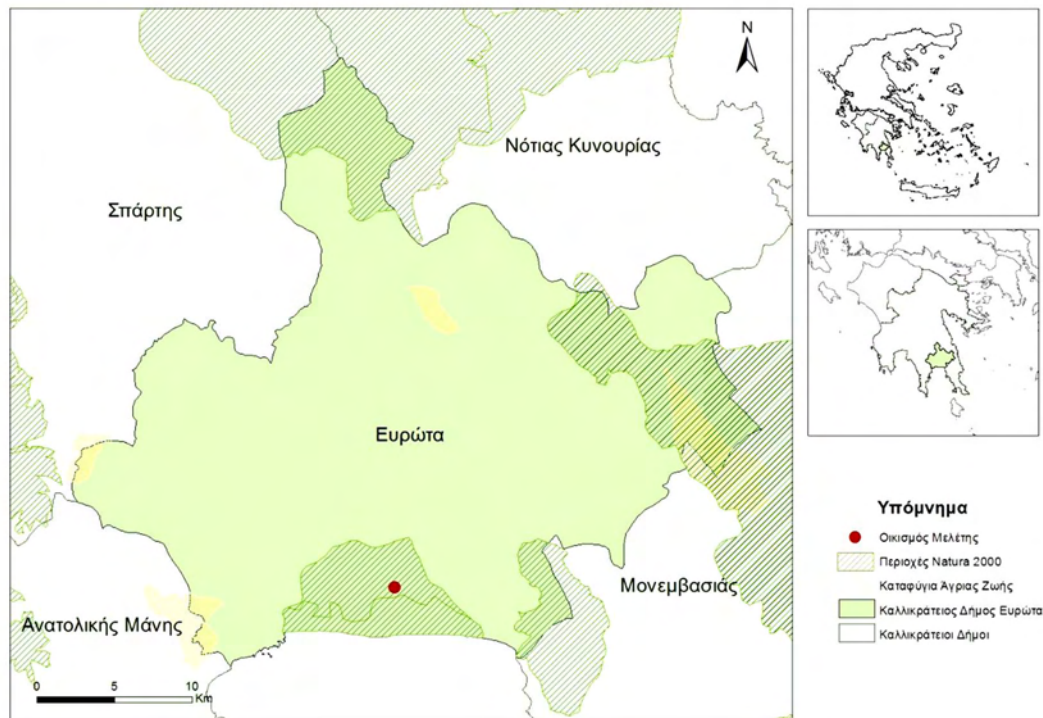 N
Νότιας Κυνουρίας
Σπάρτης
Ευρώτα
Μονεμβασιάς
Ανατολικής Μάνης
0 5 10
Km
Υπόμνημα
Οικισμός Μελέτης
Περιοχές Natura 2000
Καταφύγια Άγριας Ζωής
Καλλικράτειος Δήμος Ευρώτα
Καλλικράτειοι Δήμοι